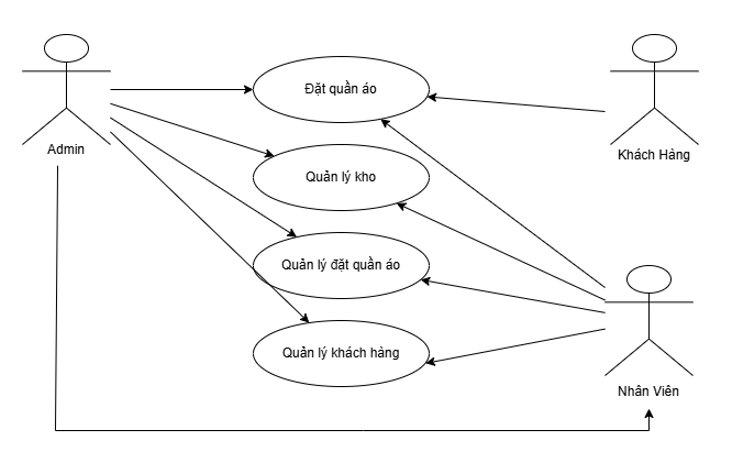 Đặt quần áo
Admin
Khách Hàng
Quản lý kho
Quản lý đặt quần áo
Quản lý khách hàng
Nhân Viên